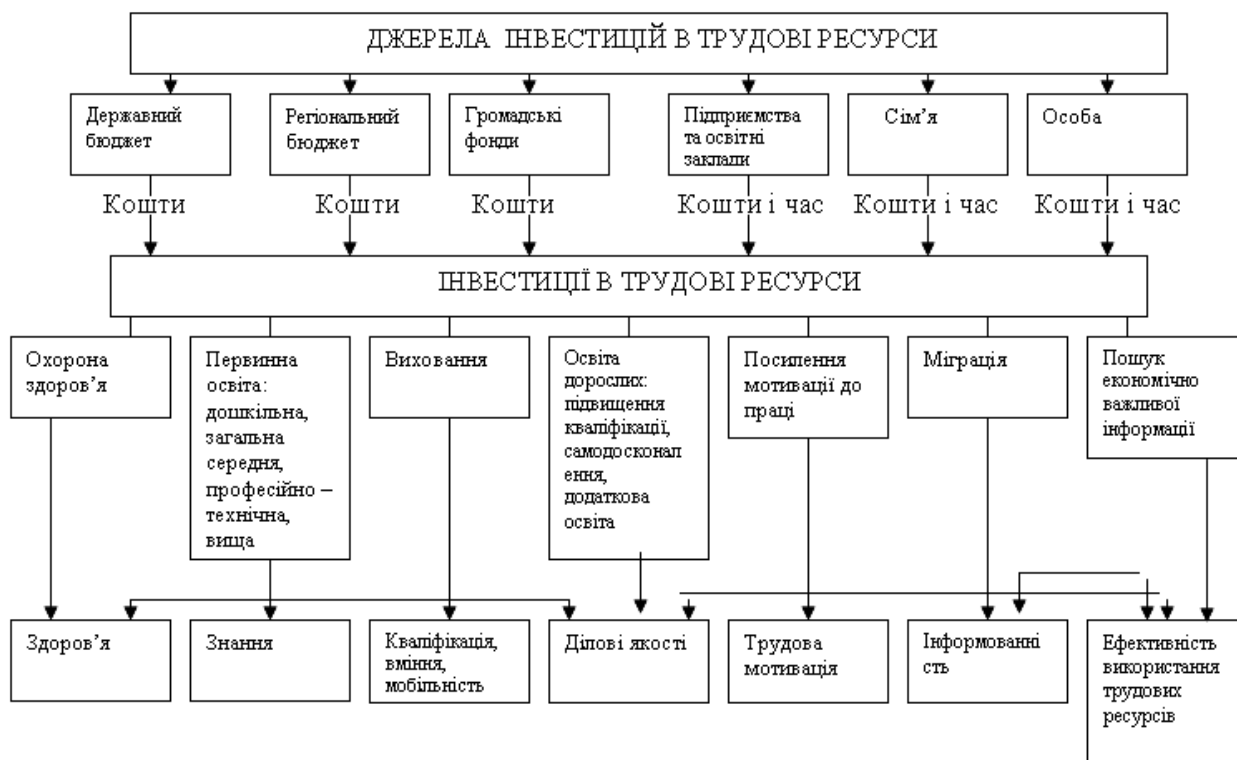 ДЖЕРЕЛА ІНВЕСТИЦІЙ В ТРУДОВІ РЕСУРСИ
Державний
бюджет
Регіональний
бюджет
Громадські
фонди
Підприємства
та освітні
заклади
Сім’я
Особа
Кошти
Кошти
Кошти
Кошти і час
Кошти і час
Кошти і час
ІНВЕСТИЦІЇ В ТРУДОВІ РЕСУРСИ
Охорона
здоров’я
Первинна
освіта:
дошкільна,
загальна
середня,
професійно –
технічна,
вища
Виховання
Освіта
дорослих:
підвищення
кваліфікації,
самодосконал
ення,
додаткова
освіта
Посилення
мотивації до
праці
Міграція
Пошук
економічно
важливої
інформації
Здоров’я
Знання
Кваліфікація,
вміння,
мобільність
Ділові якості
Трудова
мотивація
Інформованні
сть
Ефективність
використання
трудових
ресурсів